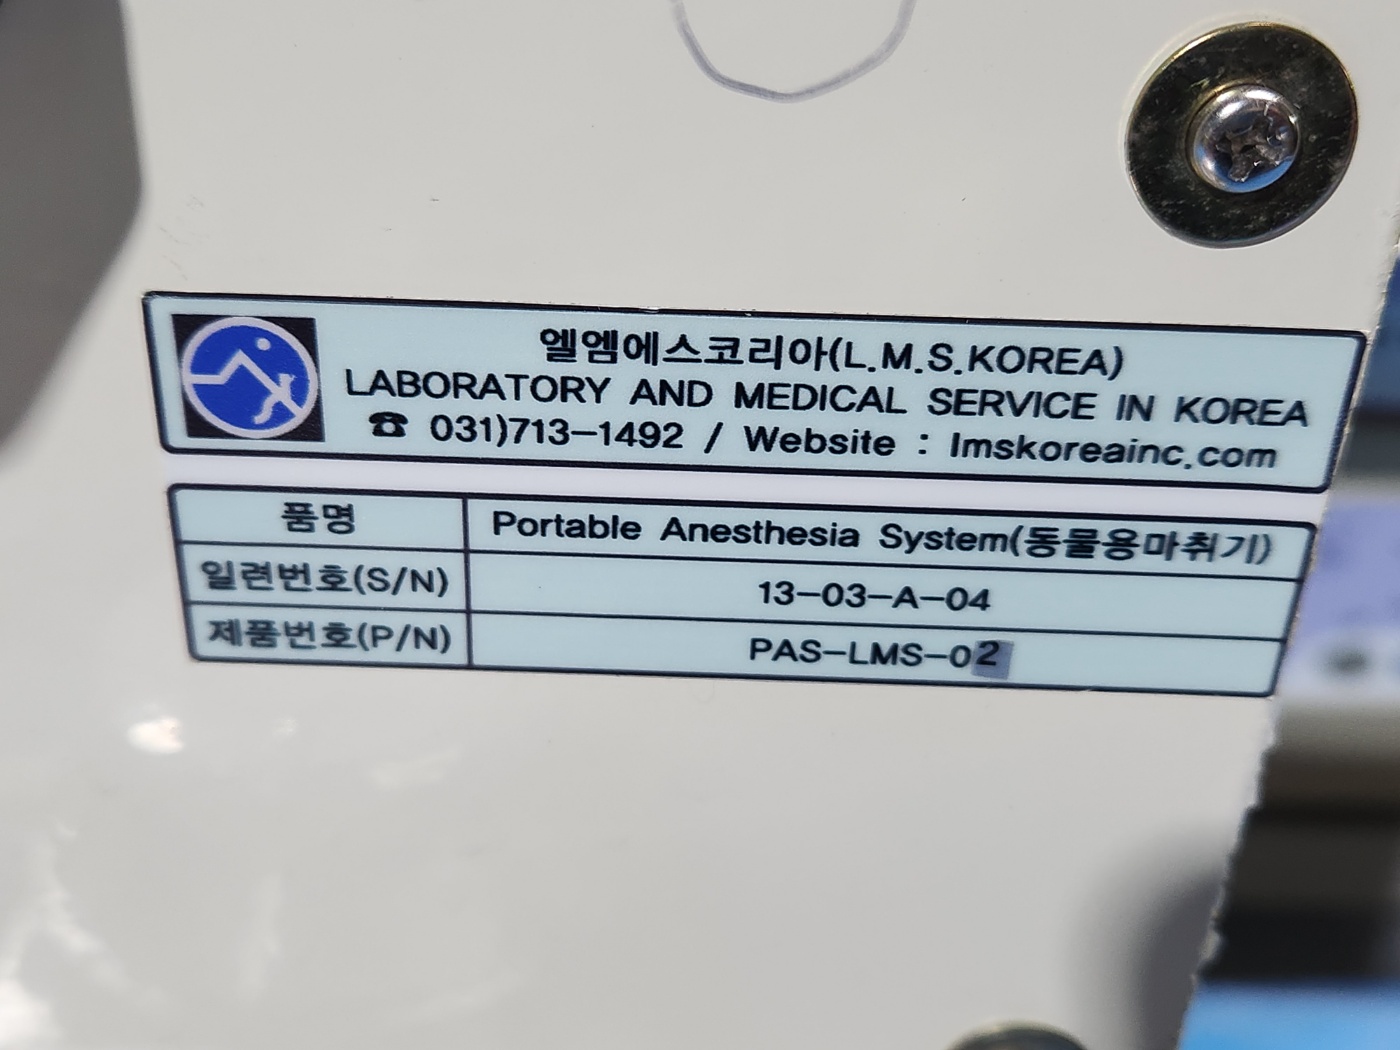 엘엠에스코리아(L.M.S.KOREA)
LABORATORY AND MEDICAL SERVICE IN KOREA
☎ 031)713-1492 / Website : lmskoreainc.com
품명 Portable Anesthesia System(동물용마취기)
일련번호(S/N) 13-03-A-04
제품번호(P/N) PAS-LMS-02